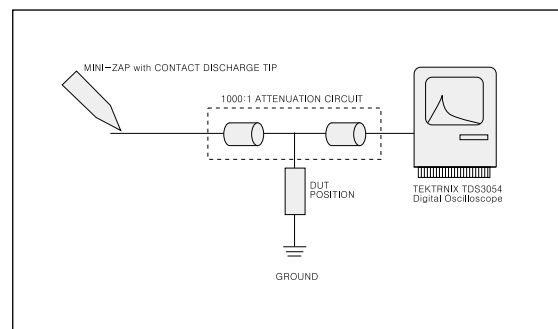 MINI-ZAP with CONTACT DISCHARGE TIP
1000:1 ATTENUATION CIRCUIT
DUT
POSITION
GROUND
TEKTRNIX TDS3054
Digital Oscilloscope